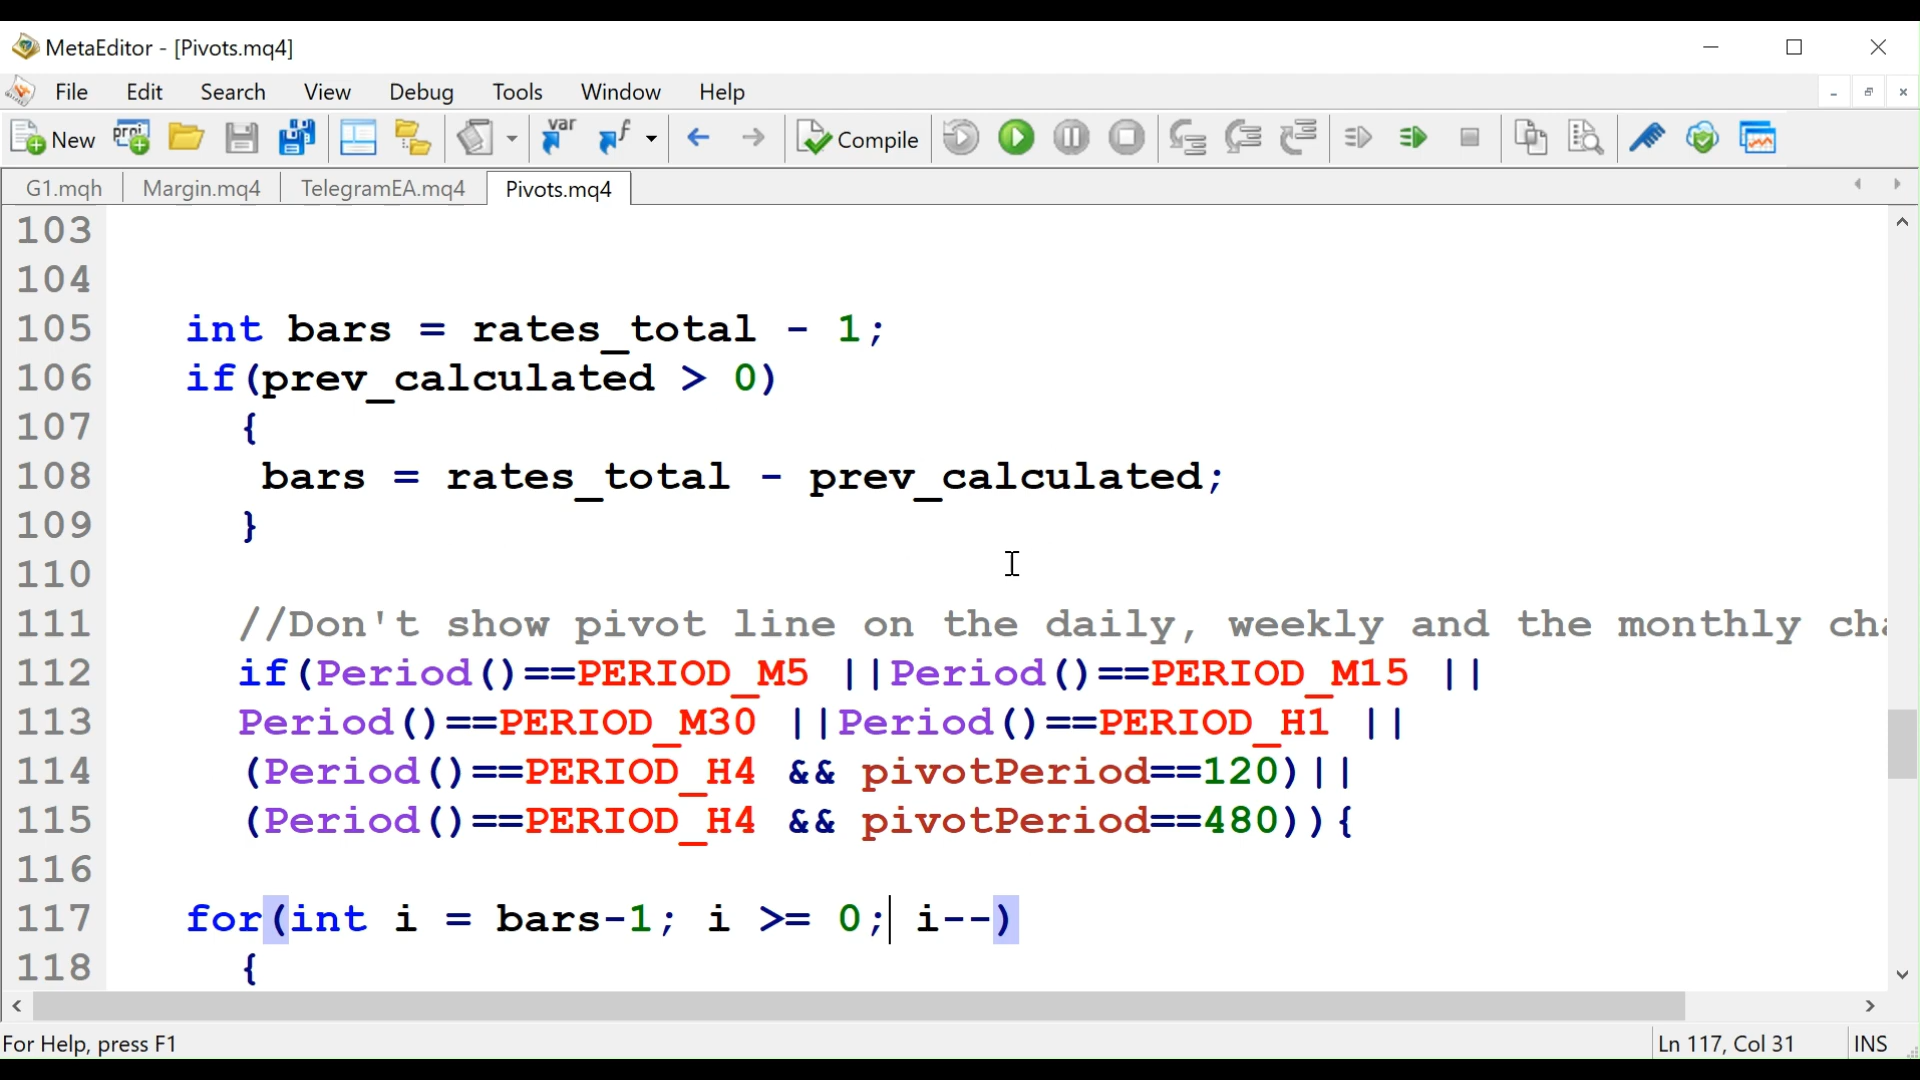 MetaEditor - [Pivots.mq4]
File Edit Search View Debug Tools Window Help
New proj var f Compile
G1.mqh Margin.mq4 TelegramEA.mq4 Pivots.mq4
103
104
105 int bars = rates_total - 1;
106 if(prev_calculated > 0)
107 {
108 bars = rates_total - prev_calculated;
109 }
110
111 //Don't show pivot line on the daily, weekly and the monthly cha
112 if(Period()==PERIOD_M5 ||Period()==PERIOD_M15 ||
113 Period()==PERIOD_M30 ||Period()==PERIOD_H1 ||
114 (Period()==PERIOD_H4 && pivotPeriod==120)||
115 (Period()==PERIOD_H4 && pivotPeriod==480)){
116
117 for(int i = bars-1; i >= 0; i--)
118 {
For Help, press F1 Ln 117, Col 31 INS